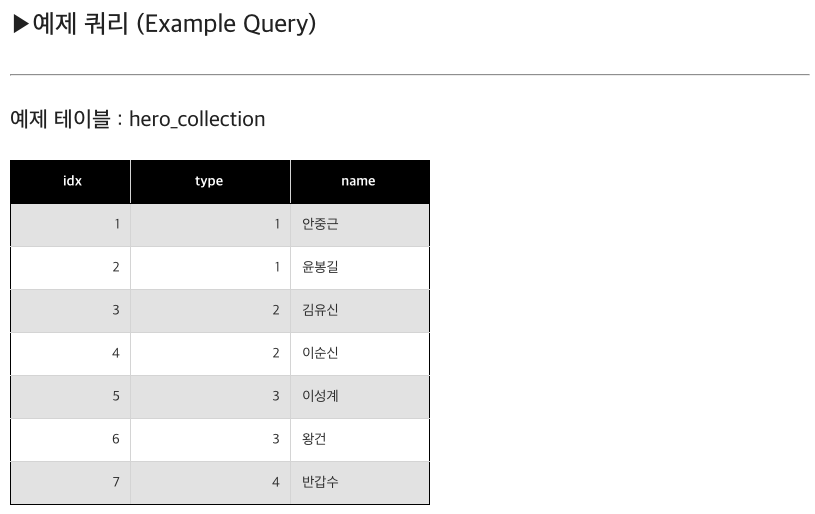 ▶예제 쿼리 (Example Query)
예제 테이블 : hero_collection
idx type name
1 1 안중근
2 1 윤봉길
3 2 김유신
4 2 이순신
5 3 이성계
6 3 왕건
7 4 반갑수